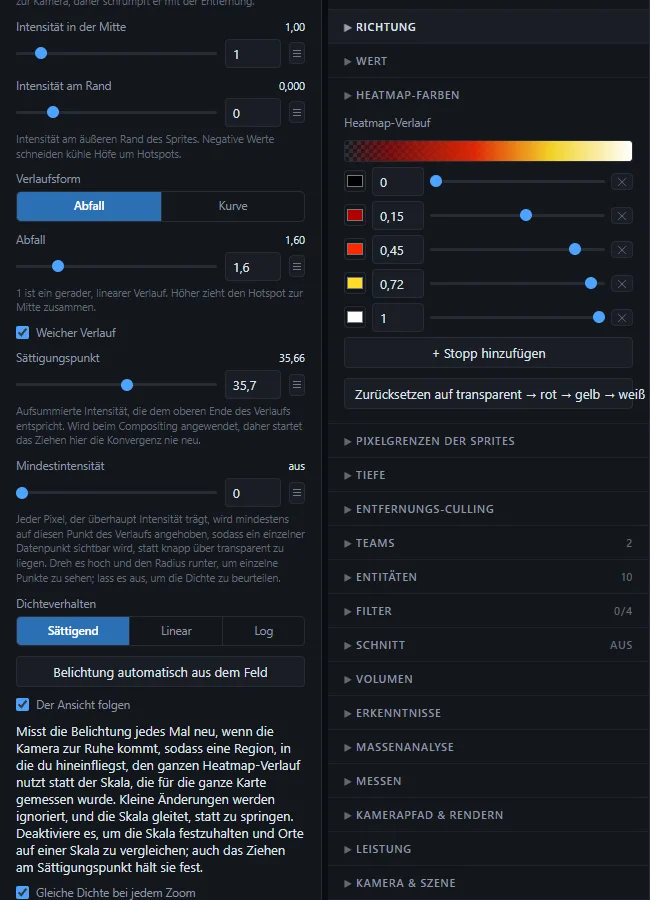 zur Kamera, daher schrumpft er mit der Entfernung.
Intensität in der Mitte 1,00
1
Intensität am Rand 0,000
0
Intensität am äußeren Rand des Sprites. Negative Werte
schneiden kühle Höfe um Hotspots.
Verlaufsform
Abfall Kurve
Abfall 1,60
1,6
1 ist ein gerader, linearer Verlauf. Höher zieht den Hotspot zur
Mitte zusammen.
Weicher Verlauf
Sättigungspunkt 35,66
35,7
Aufsummierte Intensität, die dem oberen Ende des Verlaufs
entspricht. Wird beim Compositing angewendet, daher startet
das Ziehen hier die Konvergenz nie neu.
Mindestintensität aus
0
Jeder Pixel, der überhaupt Intensität trägt, wird mindestens
auf diesen Punkt des Verlaufs angehoben, sodass ein einzelner
Datenpunkt sichtbar wird, statt knapp über transparent zu
liegen. Dreh es hoch und den Radius runter, um einzelne
Punkte zu sehen; lass es aus, um die Dichte zu beurteilen.
Dichteverhalten
Sättigend Linear Log
Belichtung automatisch aus dem Feld
Der Ansicht folgen
Misst die Belichtung jedes Mal neu, wenn die
Kamera zur Ruhe kommt, sodass eine Region, in
die du hineinfliegst, den ganzen Heatmap-Verlauf
nutzt statt der Skala, die für die ganze Karte
gemessen wurde. Kleine Änderungen werden
ignoriert, und die Skala gleitet, statt zu springen.
Deaktiviere es, um die Skala festzuhalten und Orte
auf einer Skala zu vergleichen; auch das Ziehen
am Sättigungspunkt hält sie fest.
Gleiche Dichte bei jedem Zoom
RICHTUNG
WERT
HEATMAP-FARBEN
Heatmap-Verlauf
0
0,15
0,45
0,72
1
+ Stopp hinzufügen
Zurücksetzen auf transparent → rot → gelb → weiß
PIXELGRENZEN DER SPRITES
TIEFE
ENTFERNUNGS-CULLING
TEAMS 2
ENTITÄTEN 10
FILTER 0/4
SCHNITT AUS
VOLUMEN
ERKENNTNISSE
MASSENANALYSE
MESSEN
KAMERAPFAD & RENDERN
LEISTUNG
KAMERA & SZENE